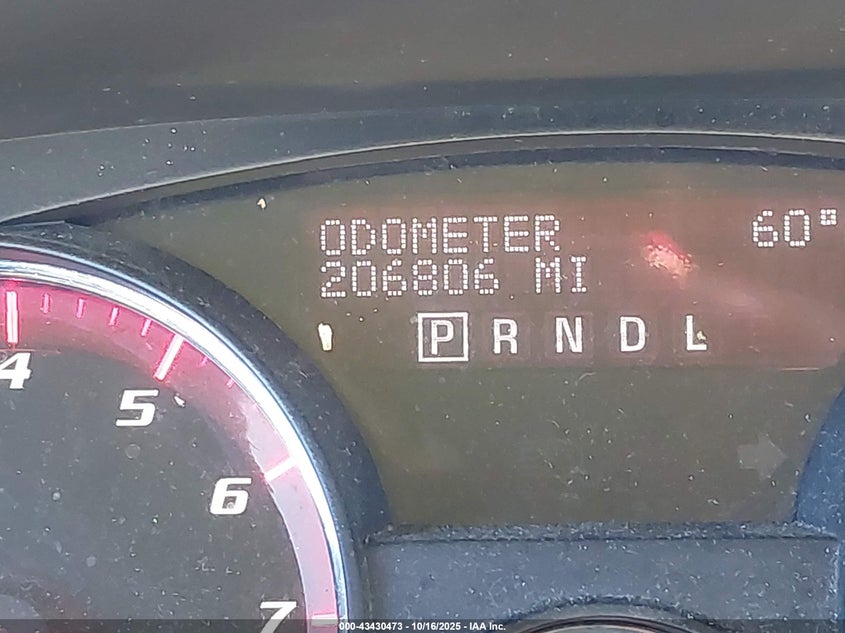 ODOMETER 60°
206806 MI
P R N D L
4
5
6
7
000-43430473 - 10/16/2025 - IAA Inc.